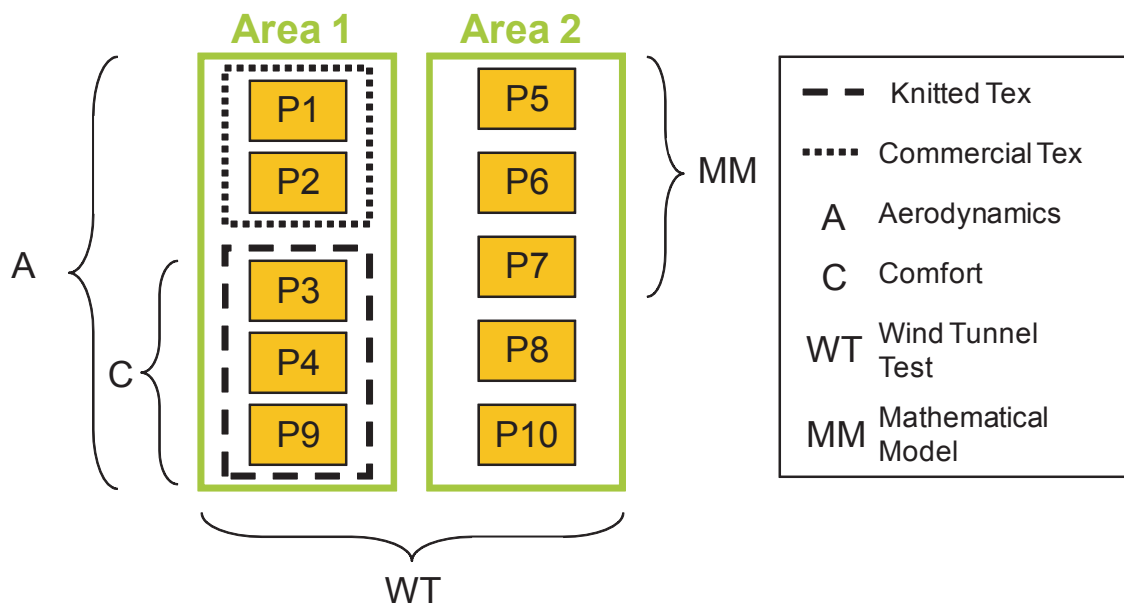 Area 1
Area 2
P1
P2
P3
P4
P9
P5
P6
P7
P8
P10
A
C
MM
WT
Knitted Tex
Commercial Tex
A Aerodynamics
C Comfort
WT Wind Tunnel
Test
MM Mathematical
Model